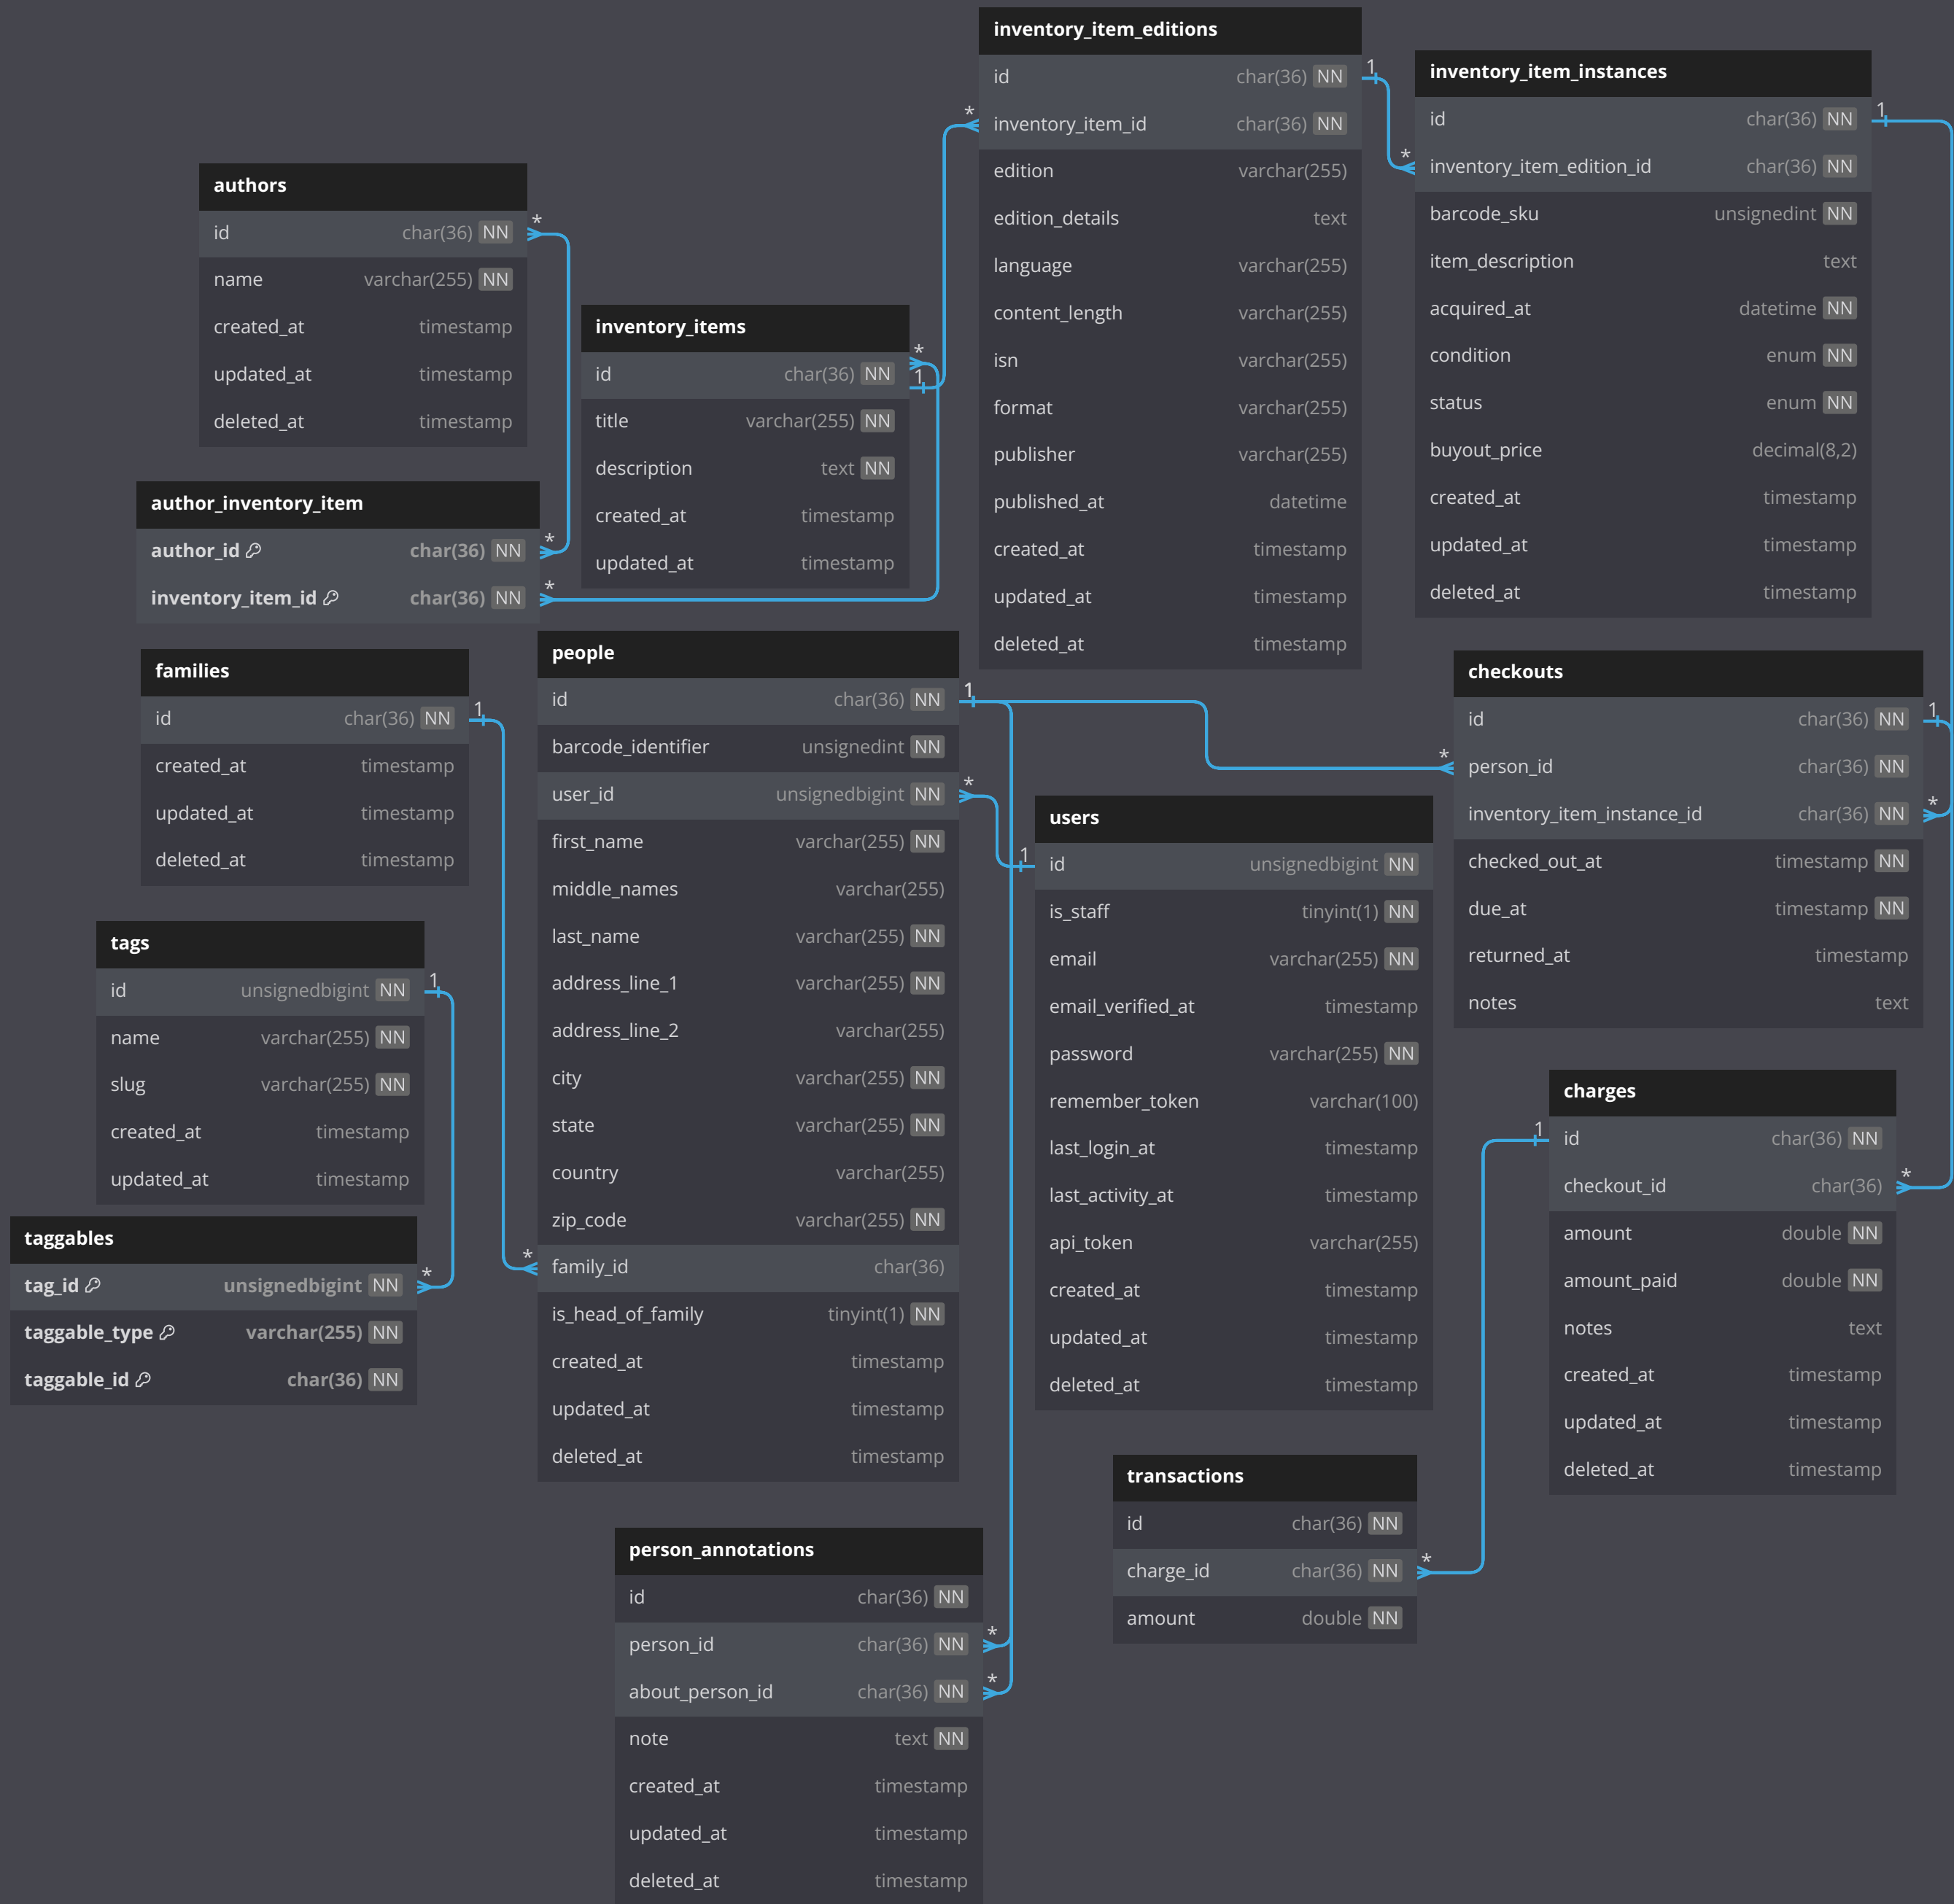 inventory_item_editions
id char(36) NN
inventory_item_id char(36) NN
edition varchar(255)
edition_details text
language varchar(255)
content_length varchar(255)
isn varchar(255)
format varchar(255)
publisher varchar(255)
published_at datetime
created_at timestamp
updated_at timestamp
deleted_at timestamp
1
*
inventory_item_instances
id char(36) NN
inventory_item_edition_id char(36) NN
barcode_sku unsignedint NN
item_description text
acquired_at datetime NN
condition enum NN
status enum NN
buyout_price decimal(8,2)
created_at timestamp
updated_at timestamp
deleted_at timestamp
1
*
authors
id char(36) NN
name varchar(255) NN
created_at timestamp
updated_at timestamp
deleted_at timestamp
*
inventory_items
id char(36) NN
title varchar(255) NN
description text NN
created_at timestamp
updated_at timestamp
*
1
author_inventory_item
author_id char(36) NN
inventory_item_id char(36) NN
*
*
families
id char(36) NN
created_at timestamp
updated_at timestamp
deleted_at timestamp
1
people
id char(36) NN
barcode_identifier unsignedint NN
user_id unsignedbigint NN
first_name varchar(255) NN
middle_names varchar(255)
last_name varchar(255) NN
address_line_1 varchar(255) NN
address_line_2 varchar(255)
city varchar(255) NN
state varchar(255) NN
country varchar(255)
zip_code varchar(255) NN
family_id char(36)
is_head_of_family tinyint(1) NN
created_at timestamp
updated_at timestamp
deleted_at timestamp
1
*
*
checkouts
id char(36) NN
person_id char(36) NN
inventory_item_instance_id char(36) NN
checked_out_at timestamp NN
due_at timestamp NN
returned_at timestamp
notes text
1
*
*
users
id unsignedbigint NN
is_staff tinyint(1) NN
email varchar(255) NN
email_verified_at timestamp
password varchar(255) NN
remember_token varchar(100)
last_login_at timestamp
last_activity_at timestamp
api_token varchar(255)
created_at timestamp
updated_at timestamp
deleted_at timestamp
1
tags
id unsignedbigint NN
name varchar(255) NN
slug varchar(255) NN
created_at timestamp
updated_at timestamp
1
taggables
tag_id unsignedbigint NN
taggable_type varchar(255) NN
taggable_id char(36) NN
*
charges
id char(36) NN
checkout_id char(36)
amount double NN
amount_paid double NN
notes text
created_at timestamp
updated_at timestamp
deleted_at timestamp
1
*
transactions
id char(36) NN
charge_id char(36) NN
amount double NN
*
person_annotations
id char(36) NN
person_id char(36) NN
about_person_id char(36) NN
note text NN
created_at timestamp
updated_at timestamp
deleted_at timestamp
*
*